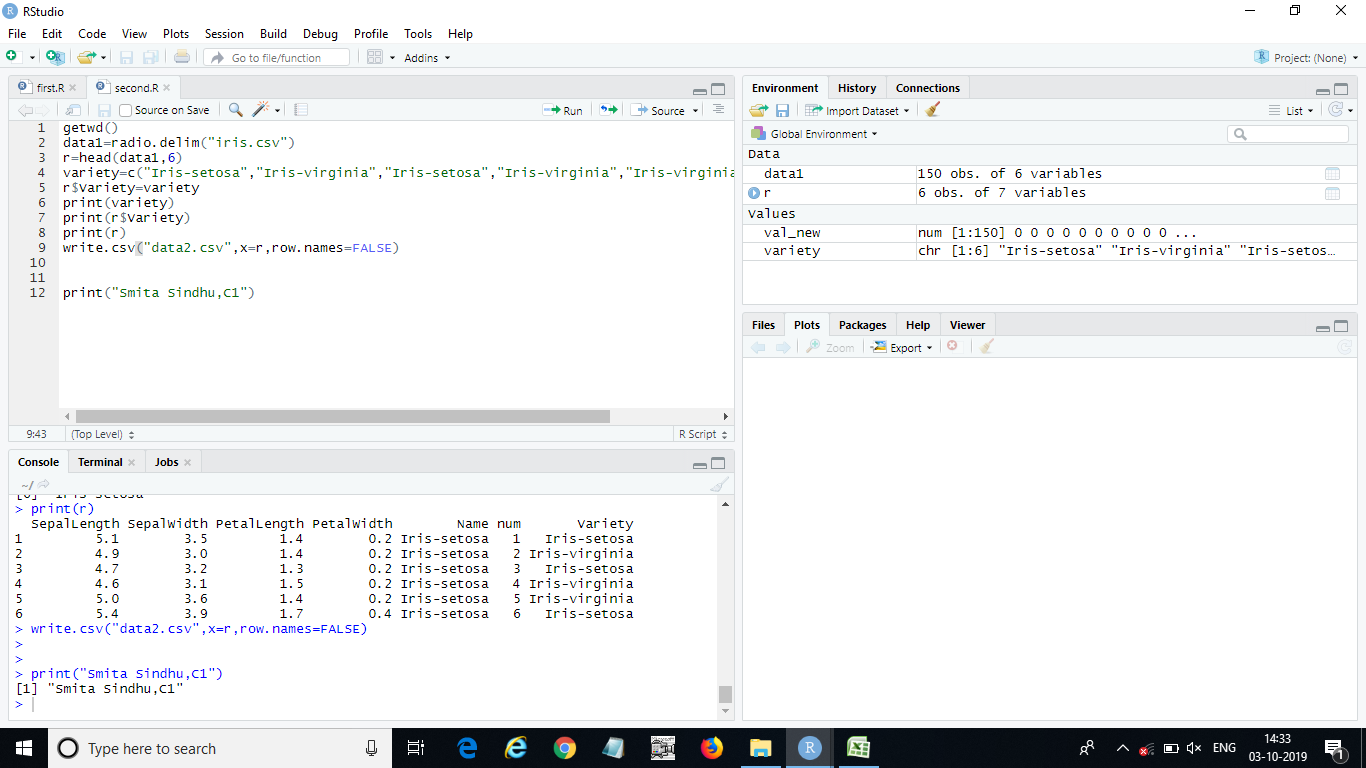 RStudio
File Edit Code View Plots Session Build Debug Profile Tools Help
Go to file/function
Addins
Project: (None)
first.R
second.R
Source on Save
Run
Source
1 getwd()
2 data1=radio.delim("iris.csv")
3 r=head(data1,6)
4 variety=c("Iris-setosa","Iris-virginia","Iris-setosa","Iris-virginia","Iris-virginia
5 r$Variety=variety
6 print(variety)
7 print(r$Variety)
8 print(r)
9 write.csv("data2.csv",x=r,row.names=FALSE)
10
11
12 print("Smita Sindhu,C1")
9:43
(Top Level)
R Script
Console Terminal Jobs
~/
[6] "Iris-setosa"
> print(r)
SepalLength SepalWidth PetalLength PetalWidth Name num Variety
1 5.1 3.5 1.4 0.2 Iris-setosa 1 Iris-setosa
2 4.9 3.0 1.4 0.2 Iris-setosa 2 Iris-virginia
3 4.7 3.2 1.3 0.2 Iris-setosa 3 Iris-setosa
4 4.6 3.1 1.5 0.2 Iris-setosa 4 Iris-virginia
5 5.0 3.6 1.4 0.2 Iris-setosa 5 Iris-virginia
6 5.4 3.9 1.7 0.4 Iris-setosa 6 Iris-setosa
> write.csv("data2.csv",x=r,row.names=FALSE)
>
>
> print("Smita Sindhu,C1")
[1] "Smita Sindhu,C1"
>
Environment History Connections
Import Dataset
List
Global Environment
Data
data1 150 obs. of 6 variables
r 6 obs. of 7 variables
Values
val_new num [1:150] 0 0 0 0 0 0 0 0 0 0 ...
variety chr [1:6] "Iris-setosa" "Iris-virginia" "Iris-setos…
Files Plots Packages Help Viewer
Zoom
Export
Type here to search
ENG
14:33
03-10-2019
1